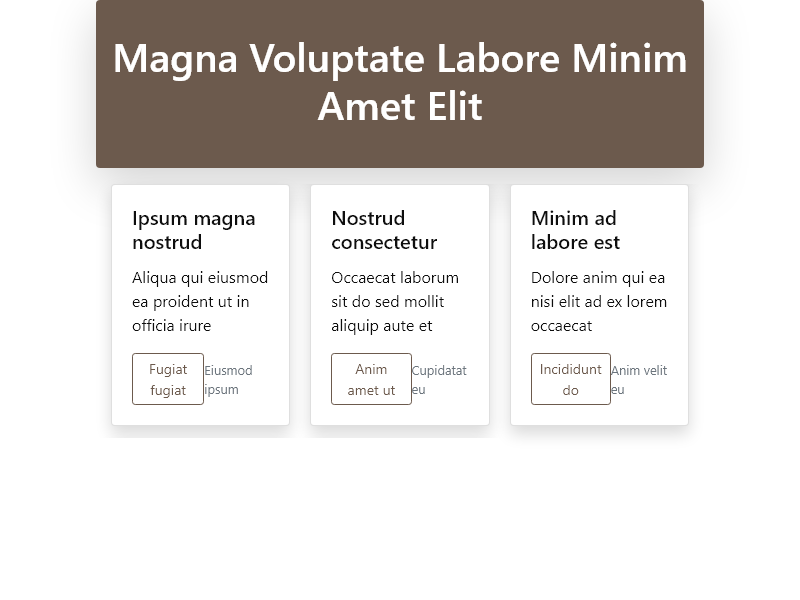 Magna Voluptate Labore Minim
Amet Elit
Ipsum magna
nostrud
Aliqua qui eiusmod
ea proident ut in
officia irure
Fugiat
fugiat
Eiusmod
ipsum
Nostrud
consectetur
Occaecat laborum
sit do sed mollit
aliquip aute et
Anim
amet ut
Cupidatat
eu
Minim ad
labore est
Dolore anim qui ea
nisi elit ad ex lorem
occaecat
Incididunt
do
Anim velit
eu